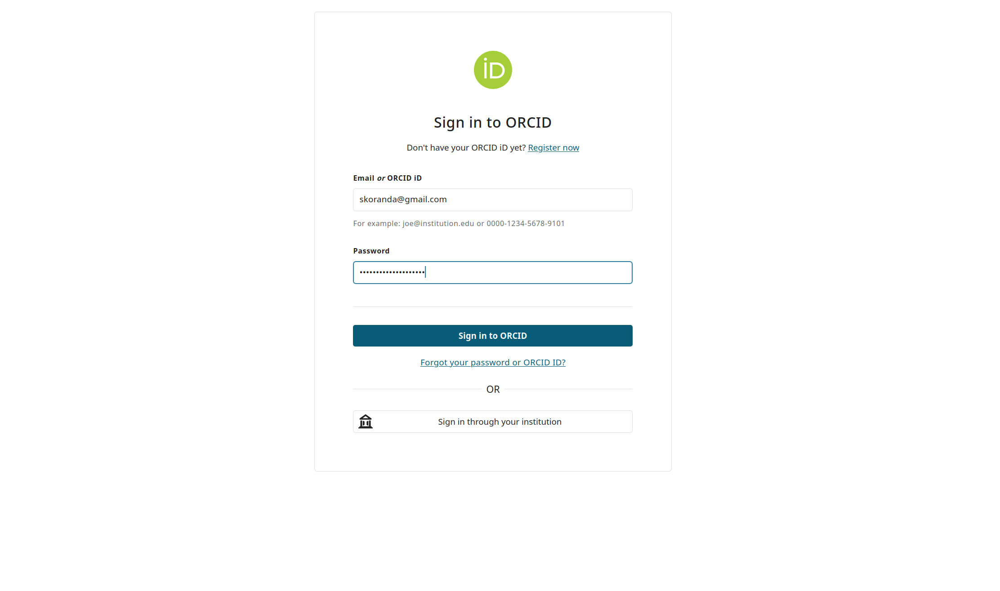 iD
Sign in to ORCID
Don't have your ORCID iD yet? Register now
Email or ORCID iD
skoranda@gmail.com
For example: joe@institution.edu or 0000-1234-5678-9101
Password
••••••••••••••••••••
Sign in to ORCID
Forgot your password or ORCID ID?
OR
Sign in through your institution